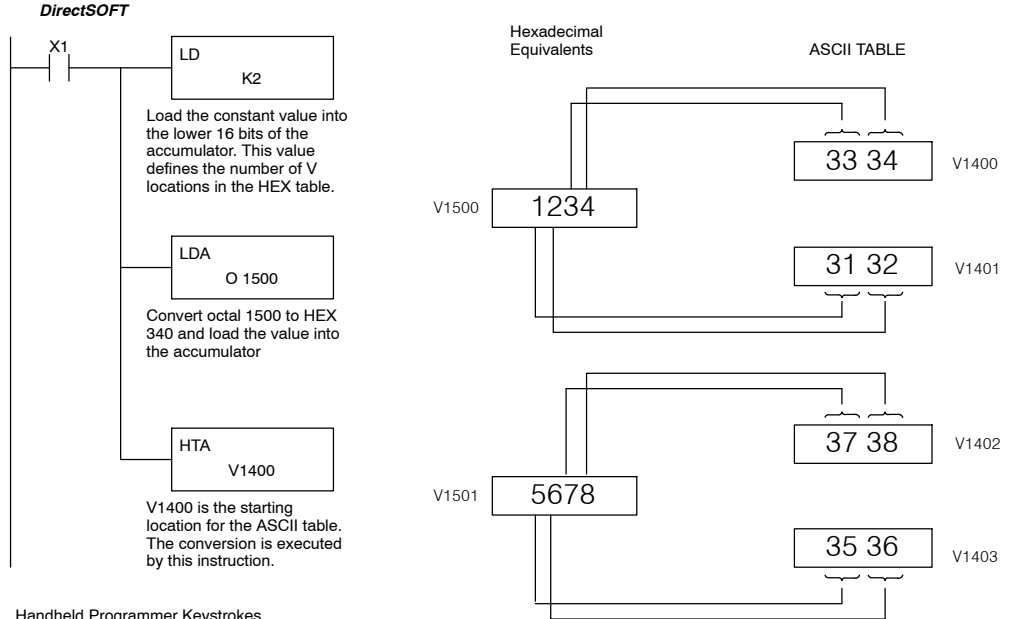 DirectSOFT
X1
LD
K2
Load the constant value into
the lower 16 bits of the
accumulator. This value
defines the number of V
locations in the HEX table.
LDA
O 1500
Convert octal 1500 to HEX
340 and load the value into
the accumulator
HTA
V1400
V1400 is the starting
location for the ASCII table.
The conversion is executed
by this instruction.
Handheld Programmer Keystrokes
Hexadecimal
Equivalents
ASCII TABLE
33 34
V1400
V1500
1234
31 32
V1401
37 38
V1402
V1501
5678
35 36
V1403